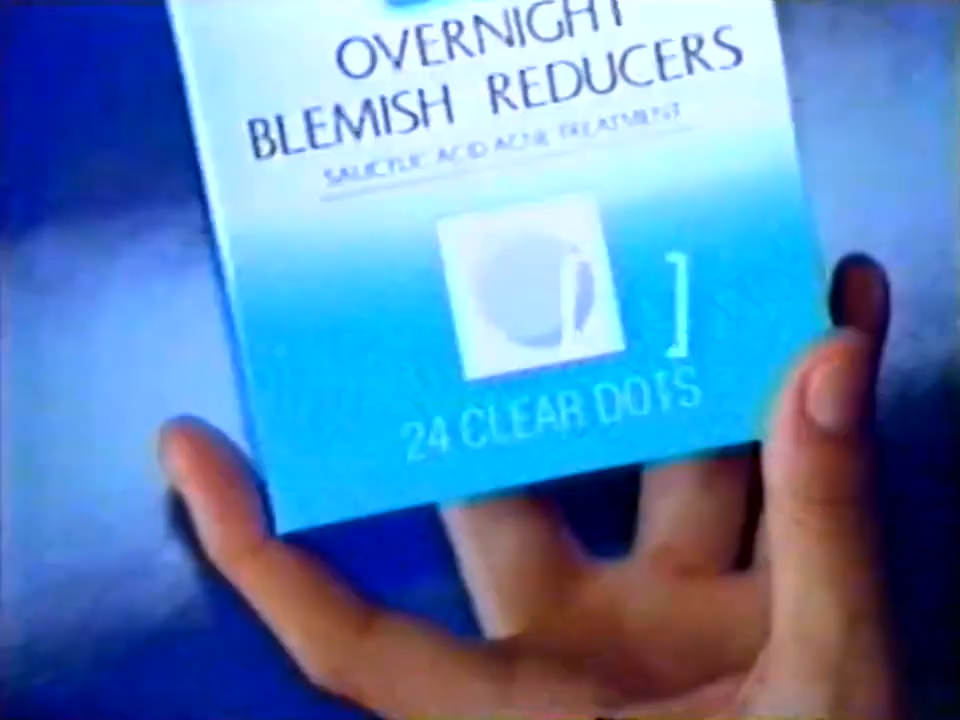 OVERNIGHT
BLEMISH REDUCERS
SALICYLIC ACID ACNE TREATMENT
24 CLEAR DOTS